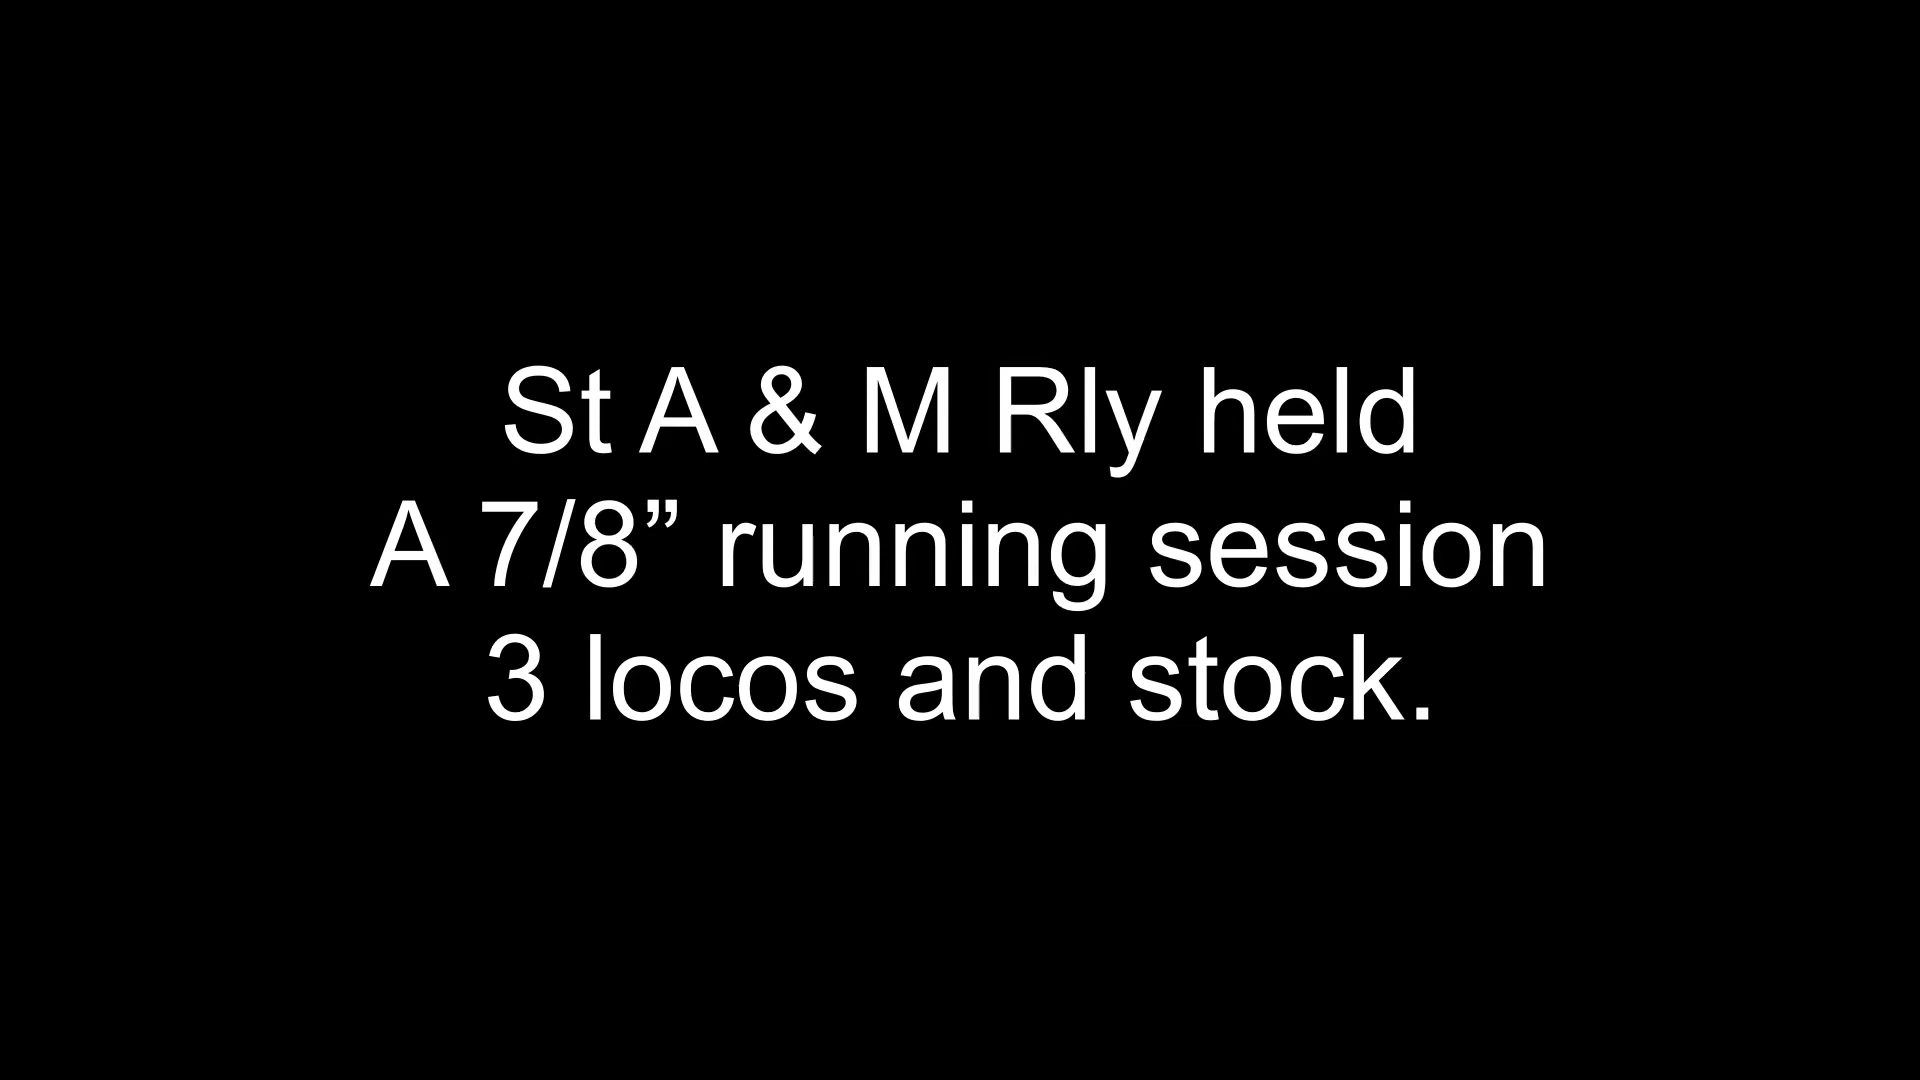 St A & M Rly held
A 7/8” running session
3 locos and stock.